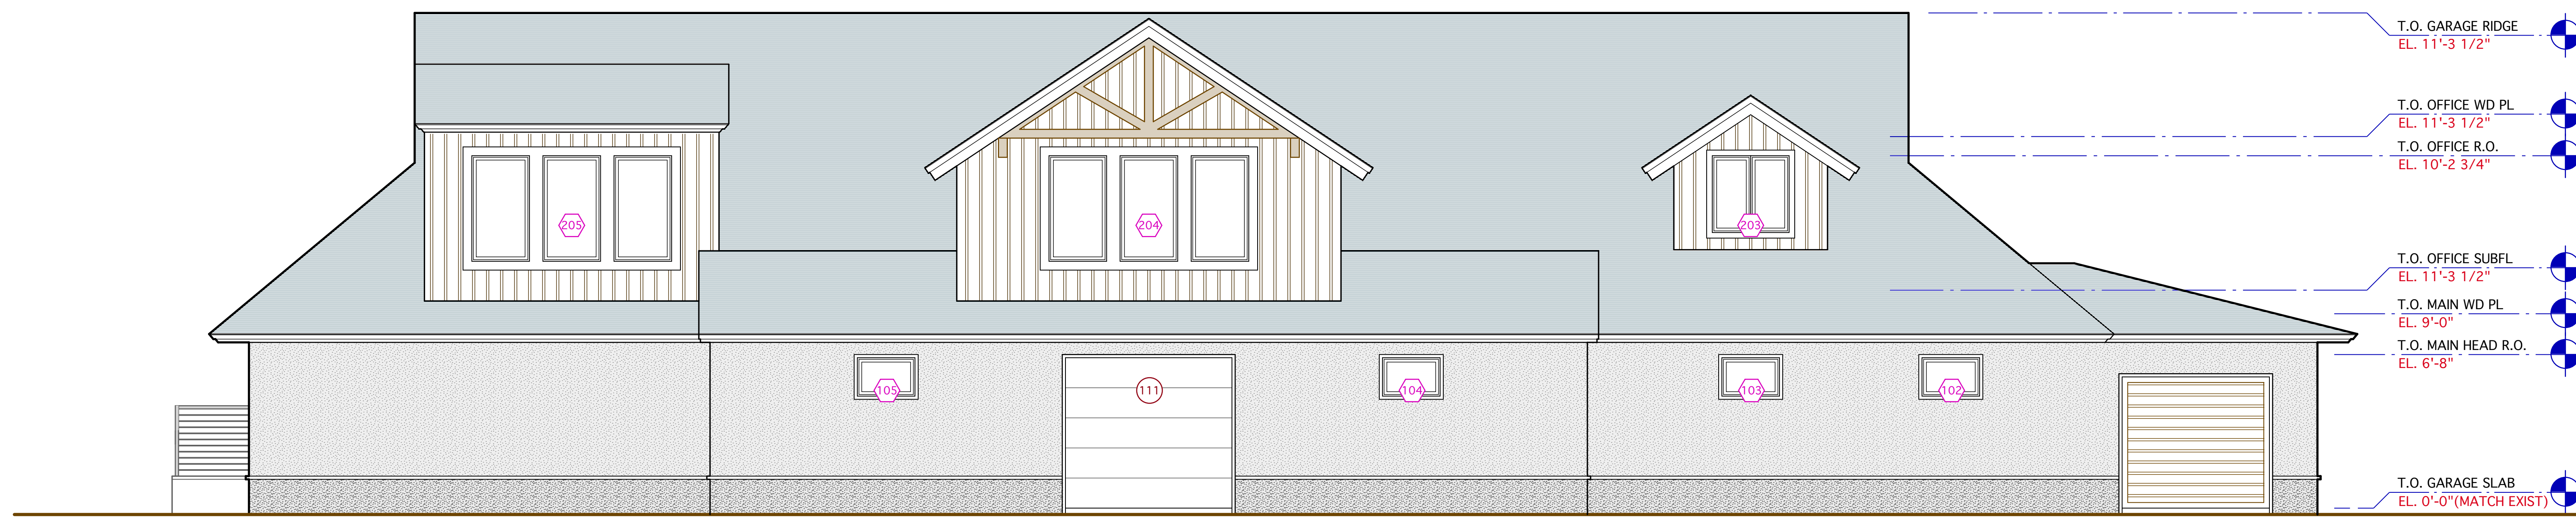 T.O. GARAGE RIDGE
EL. 11'-3 1/2"
T.O. OFFICE WD PL
EL. 11'-3 1/2"
T.O. OFFICE R.O.
EL. 10'-2 3/4"
205
204
203
T.O. OFFICE SUBFL
EL. 11'-3 1/2"
T.O. MAIN WD PL
EL. 9'-0"
T.O. MAIN HEAD R.O.
EL. 6'-8"
105
111
104
103
102
T.O. GARAGE SLAB
EL. 0'-0"(MATCH EXIST)